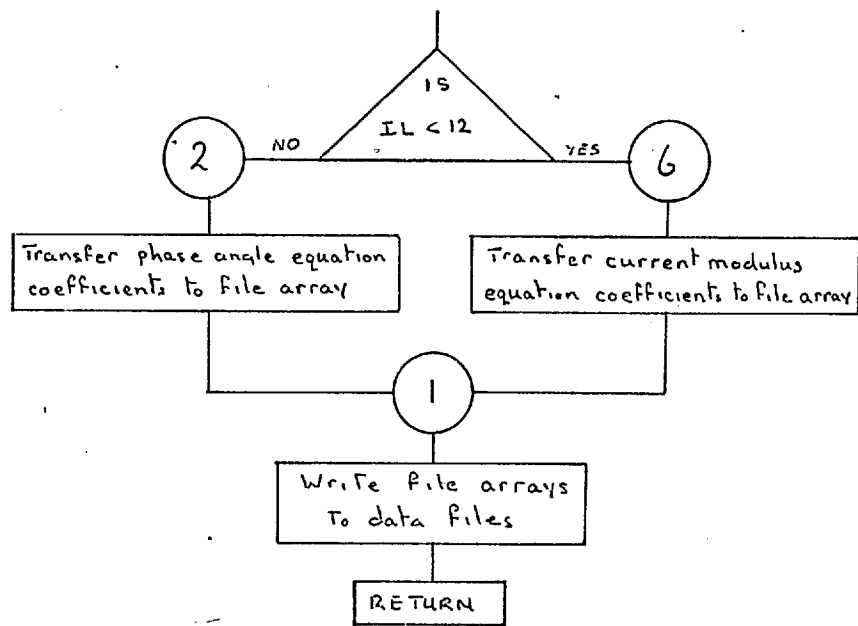 IS
IL < 12
2
NO
YES
6
Transfer phase angle equation
coefficients to file array
Transfer current modulus
equation coefficients to file array
1
Write file arrays
To data files
RETURN